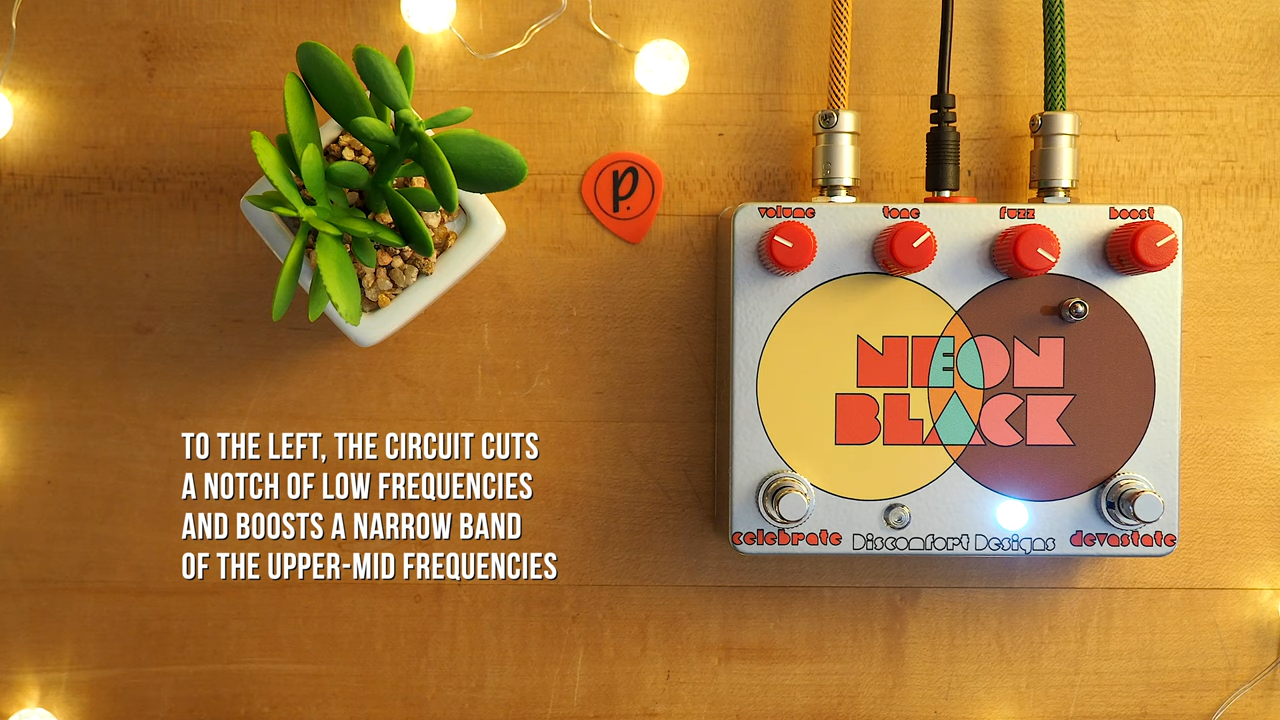 P.
volume tone fuzz boost
NEON
BLACK
TO THE LEFT, THE CIRCUIT CUTS
A NOTCH OF LOW FREQUENCIES
AND BOOSTS A NARROW BAND
OF THE UPPER-MID FREQUENCIES
celebrate Disconfort Designs devastate